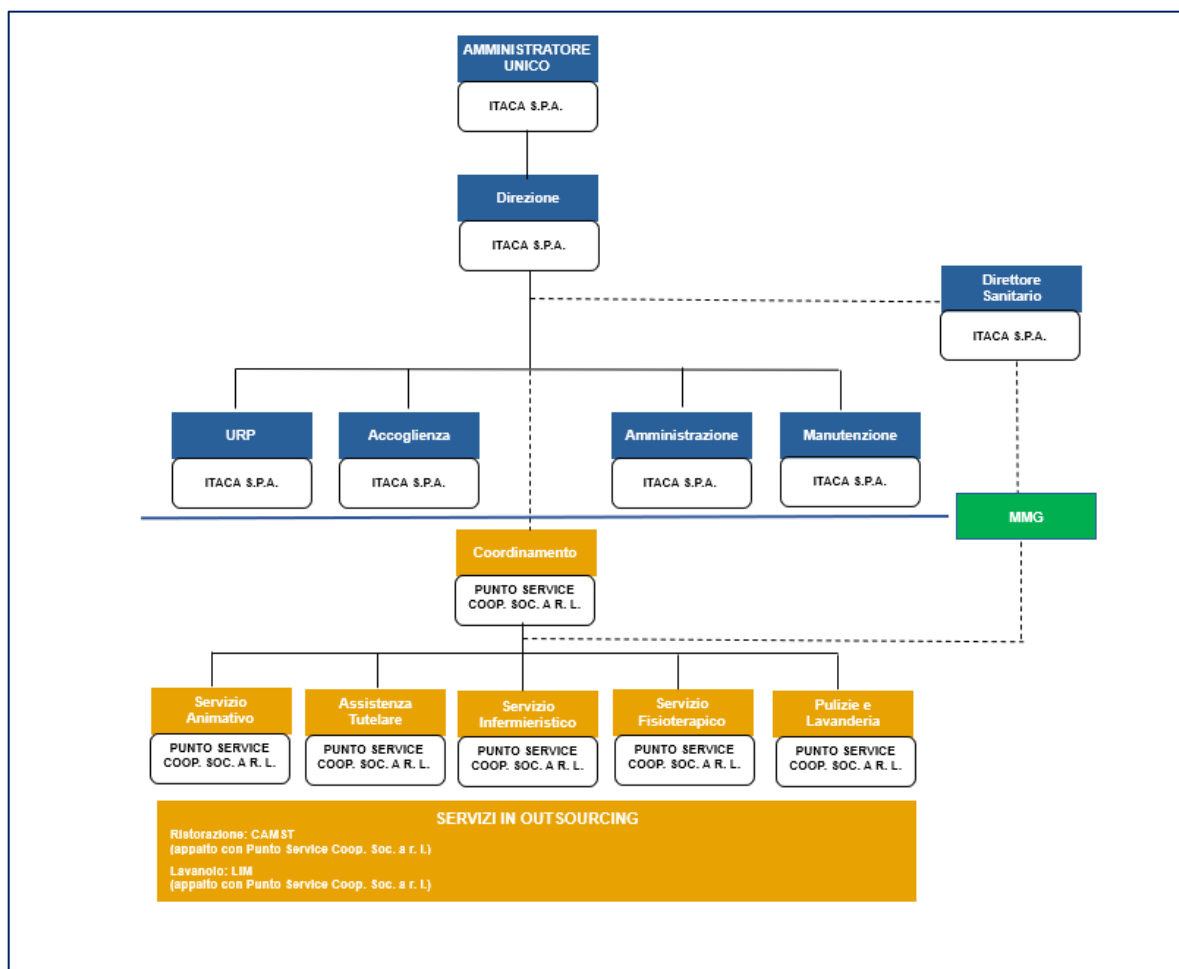 AMMINISTRATORE
UNICO
ITACA S.P.A.
Direzione
ITACA S.P.A.
Direttore
Sanitario
ITACA S.P.A.
URP
ITACA S.P.A.
Accoglienza
ITACA S.P.A.
Amministrazione
ITACA S.P.A.
Manutenzione
ITACA S.P.A.
MMG
Coordinamento
PUNTO SERVICE
COOP. SOC. A R. L.
Servizio
Animativo
PUNTO SERVICE
COOP. SOC. A R. L.
Assistenza
Tutelare
PUNTO SERVICE
COOP. SOC. A R. L.
Servizio
Infermieristico
PUNTO SERVICE
COOP. SOC. A R. L.
Servizio
Fisioterapico
PUNTO SERVICE
COOP. SOC. A R. L.
Pulizie e
Lavanderia
PUNTO SERVICE
COOP. SOC. A R. L.
SERVIZI IN OUTSOURCING
Ristorazione: CAMST
(appalto con Punto Service Coop. Soc. a r. l.)
Lavanolo: LIM
(appalto con Punto Service Coop. Soc. a r. l.)